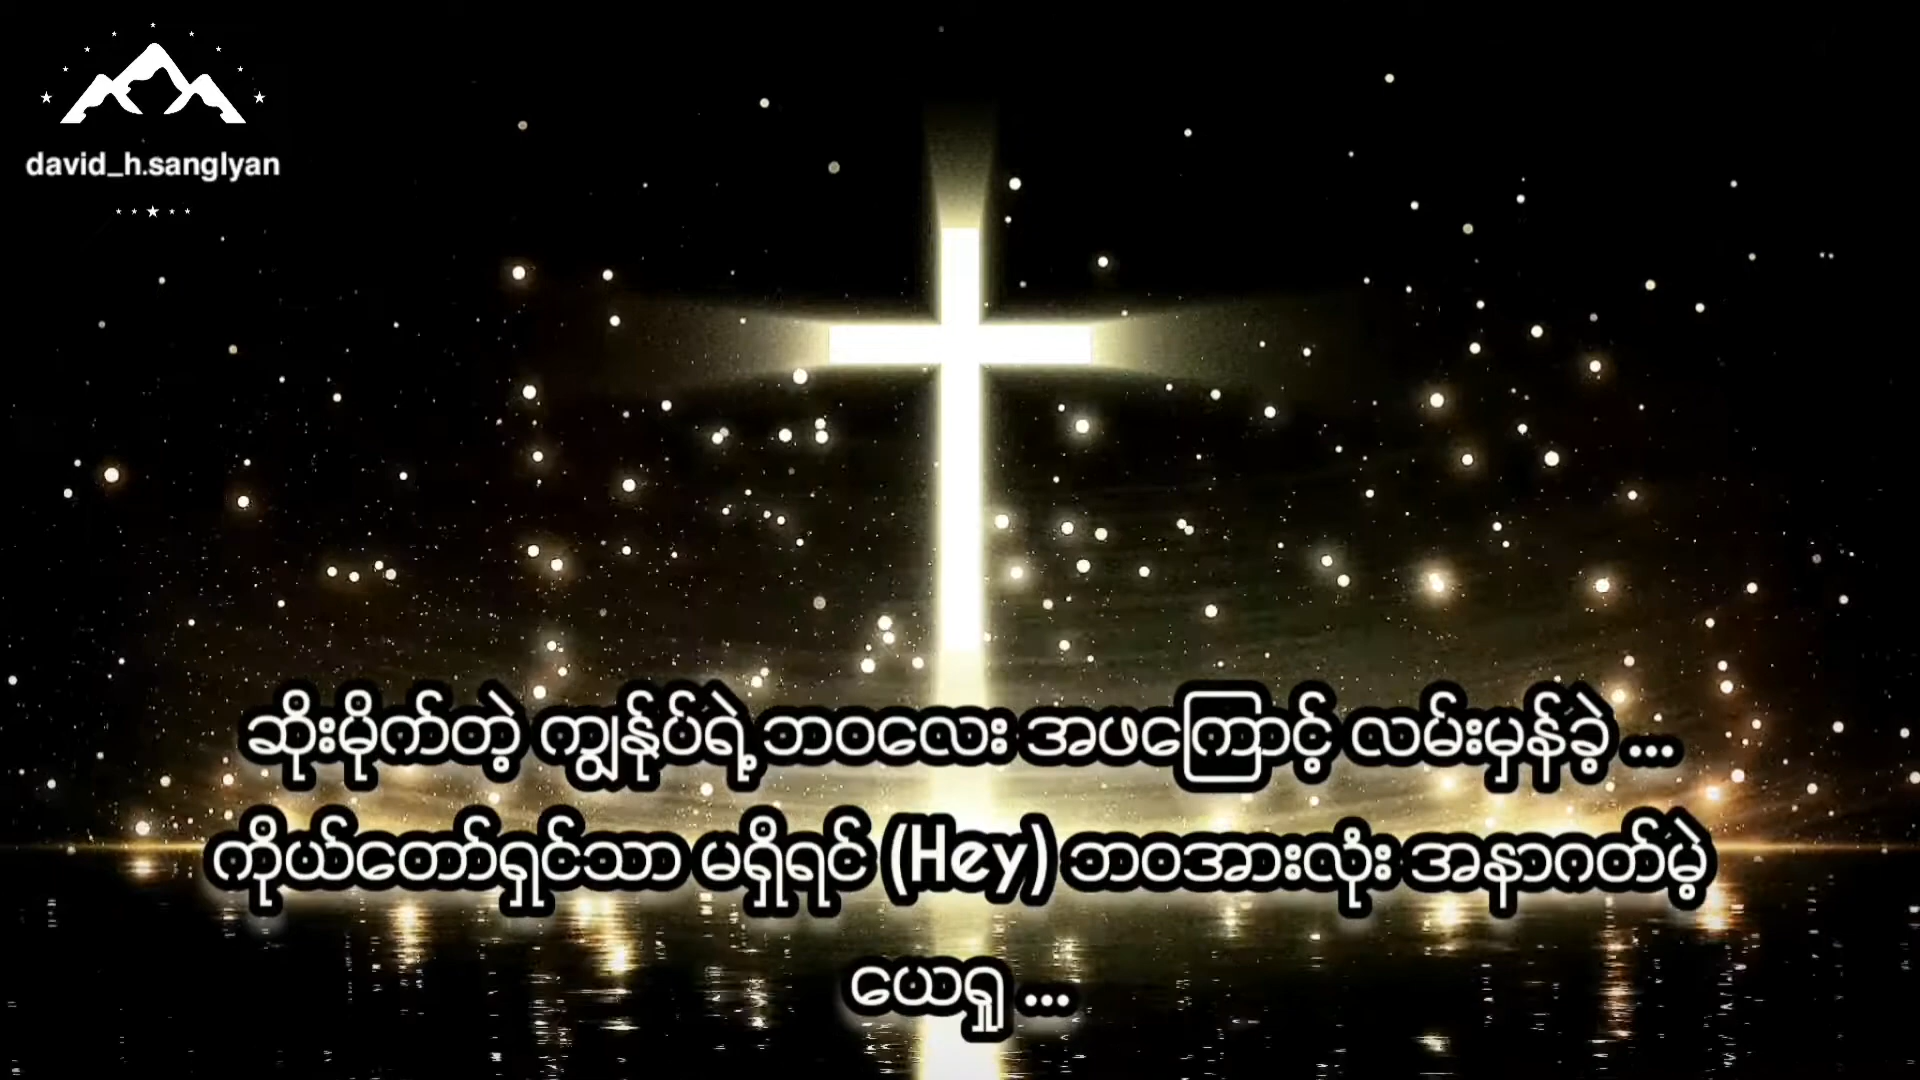 david_h.sanglyan
ဆိုးမိုက်တဲ့ ကျွန်ုပ်ရဲ့ ဘဝလေး အဖကြောင့် လမ်းမှန်ခဲ့ ...
ကိုယ်တော်ရှင်သာ မရှိရင် (Hey) ဘဝအားလုံး အနာဂတ်မဲ့
ယေရှု ...